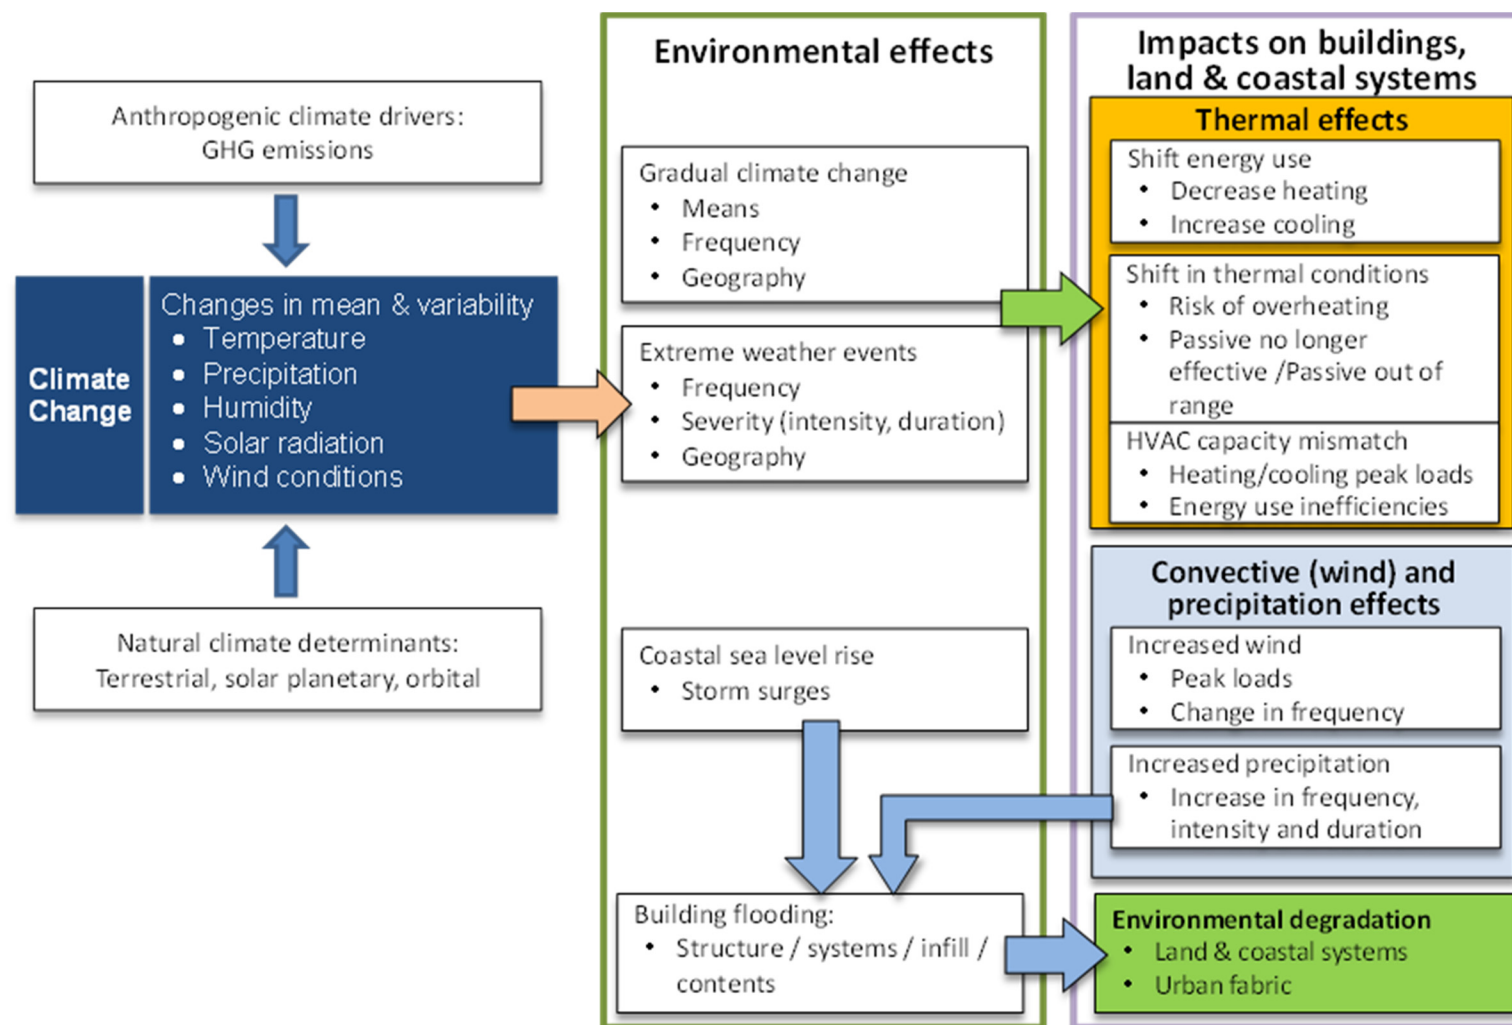 Anthropogenic climate drivers:
GHG emissions
Climate
Change
Changes in mean & variability
• Temperature
• Precipitation
• Humidity
• Solar radiation
• Wind conditions
Natural climate determinants:
Terrestrial, solar planetary, orbital
Environmental effects
Gradual climate change
• Means
• Frequency
• Geography
Extreme weather events
• Frequency
• Severity (intensity, duration)
• Geography
Coastal sea level rise
• Storm surges
Building flooding:
• Structure / systems / infill /
contents
Impacts on buildings,
land & coastal systems
Thermal effects
Shift energy use
• Decrease heating
• Increase cooling
Shift in thermal conditions
• Risk of overheating
• Passive no longer
effective /Passive out of
range
HVAC capacity mismatch
• Heating/cooling peak loads
• Energy use inefficiencies
Convective (wind) and
precipitation effects
Increased wind
• Peak loads
• Change in frequency
Increased precipitation
• Increase in frequency,
intensity and duration
Environmental degradation
• Land & coastal systems
• Urban fabric